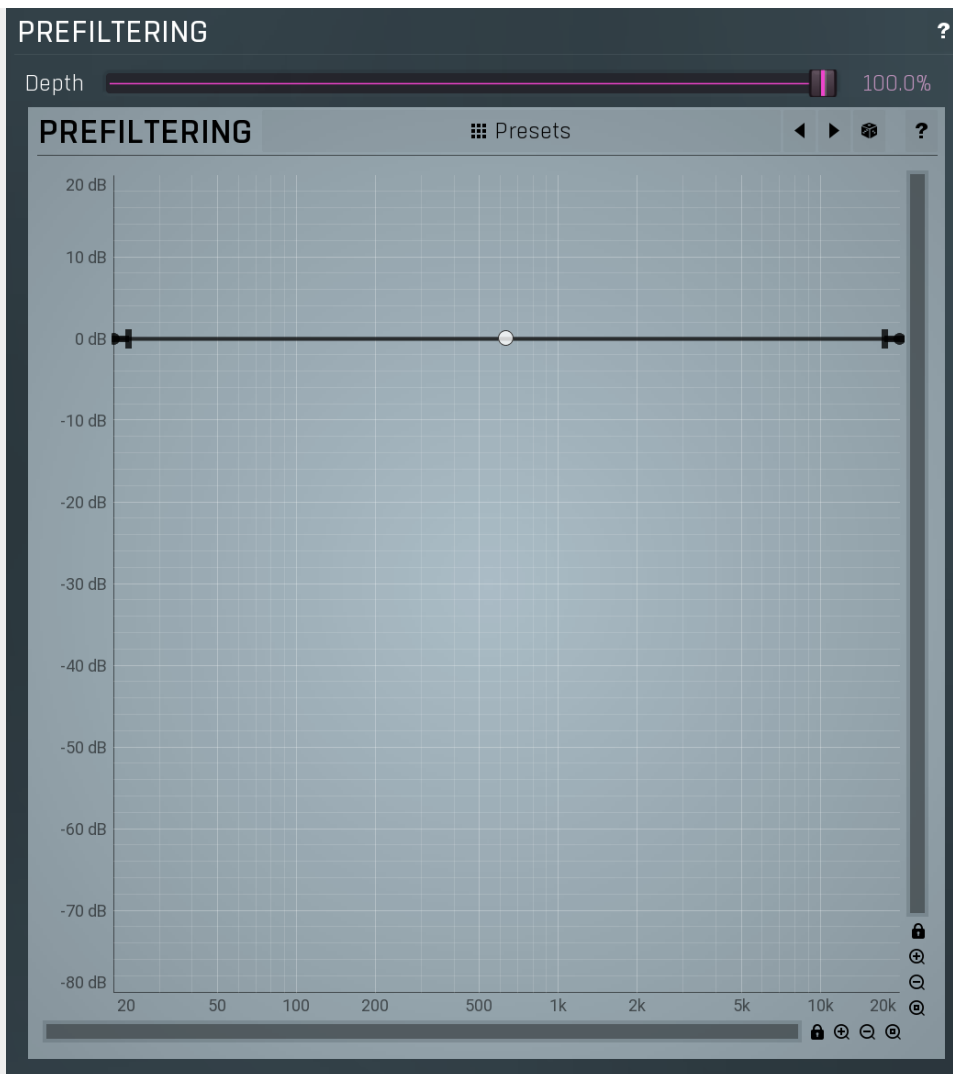 PREFILTERING ?
Depth 100.0%
PREFILTERING Presets ?
20 dB
10 dB
0 dB
-10 dB
-20 dB
-30 dB
-40 dB
-50 dB
-60 dB
-70 dB
-80 dB
20 50 100 200 500 1k 2k 5k 10k 20k